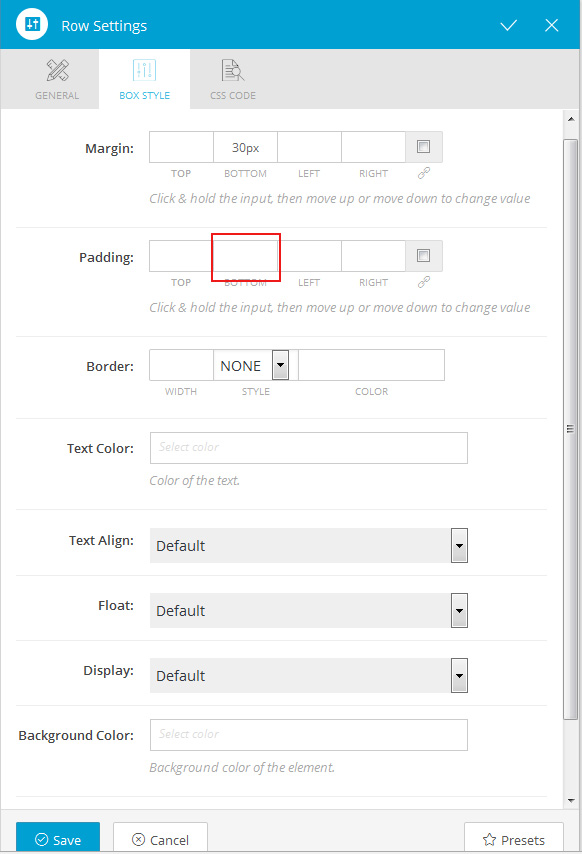 Row Settings
GENERAL BOX STYLE CSS CODE
Margin: 30px
TOP BOTTOM LEFT RIGHT
Click & hold the input, then move up or move down to change value
Padding:
TOP BOTTOM LEFT RIGHT
Click & hold the input, then move up or move down to change value
Border: NONE
WIDTH STYLE COLOR
Text Color: Select color
Color of the text.
Text Align: Default
Float: Default
Display: Default
Background Color: Select color
Background color of the element.
Save Cancel Presets